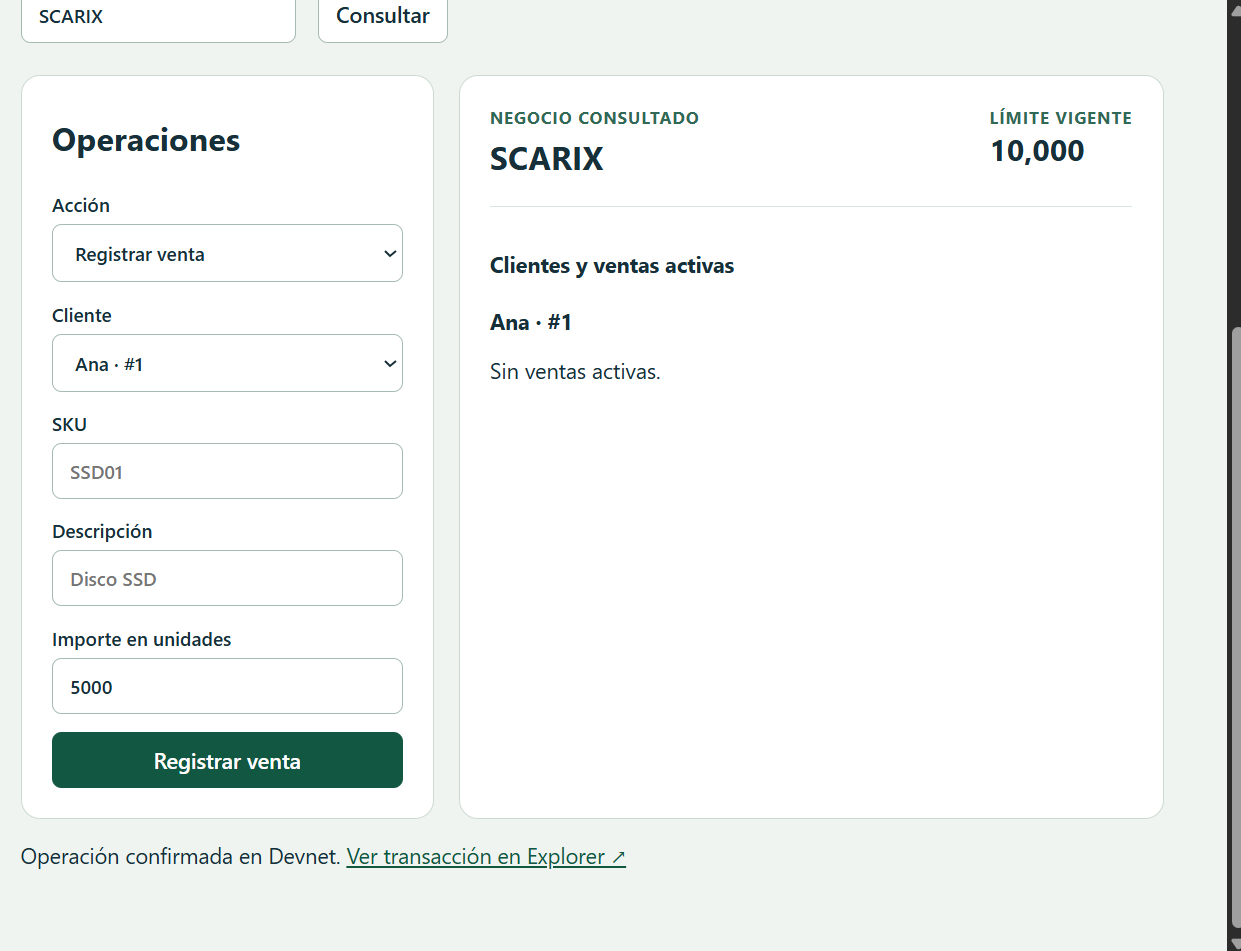 SCARIX
Consultar
Operaciones
Acción
Registrar venta
Cliente
Ana · #1
SKU
SSD01
Descripción
Disco SSD
Importe en unidades
5000
Registrar venta
NEGOCIO CONSULTADO
SCARIX
LÍMITE VIGENTE
10,000
Clientes y ventas activas
Ana · #1
Sin ventas activas.
Operación confirmada en Devnet. Ver transacción en Explorer ↗